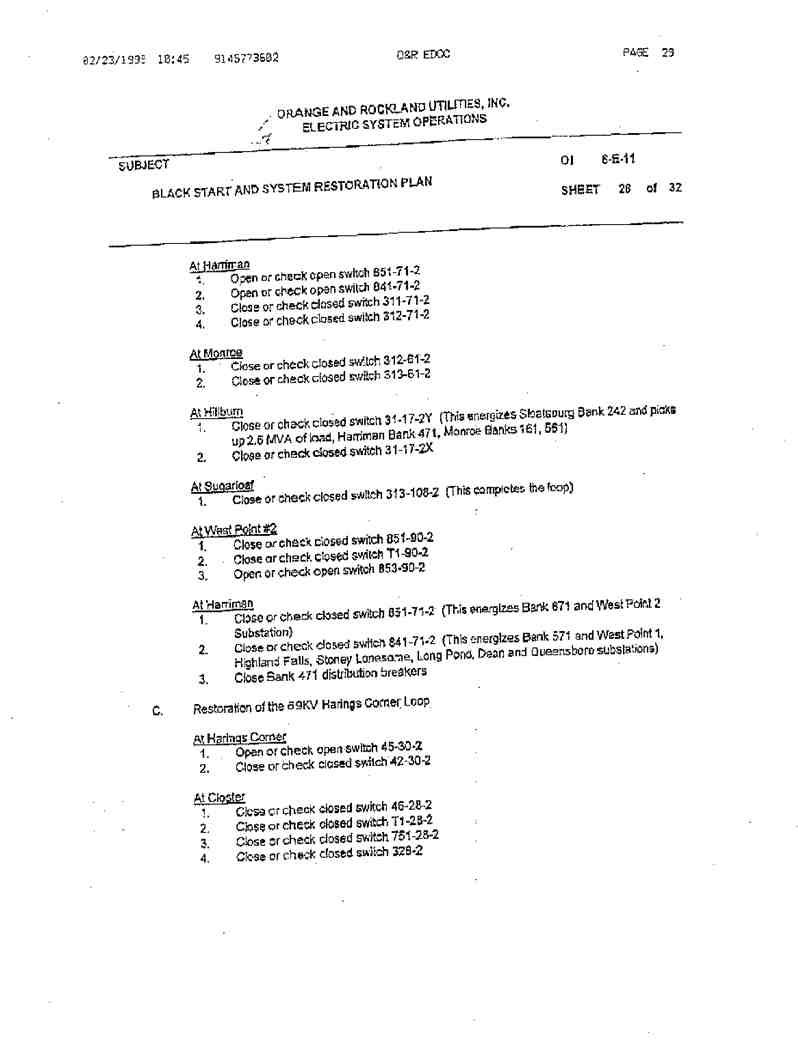 02/23/1999 18:45 9145773602 O&R EDOC PAGE 29
ORANGE AND ROCKLAND UTILITIES, INC.
ELECTRIC SYSTEM OPERATIONS
SUBJECT OI 6-E-11
BLACK START AND SYSTEM RESTORATION PLAN SHEET 28 of 32
At Harriman
1. Open or check open switch 851-71-2
2. Open or check open switch 841-71-2
3. Close or check closed switch 311-71-2
4. Close or check closed switch 312-71-2
At Monroe
1. Close or check closed switch 312-61-2
2. Close or check closed switch 313-61-2
At Hillburn
1. Close or check closed switch 31-17-2Y (This energizes Sloatsburg Bank 242 and picks
up 2.6 MVA of load, Harriman Bank 471, Monroe Banks 161, 561)
2. Close or check closed switch 31-17-2X
At Sugarloaf
1. Close or check closed switch 313-108-2 (This completes the loop)
At West Point #2
1. Close or check closed switch 851-90-2
2. Close or check closed switch T1-90-2
3. Open or check open switch 853-90-2
At Harriman
1. Close or check closed switch 851-71-2 (This energizes Bank 671 and West Point 2
Substation)
2. Close or check closed switch 841-71-2 (This energizes Bank 571 and West Point 1,
Highland Falls, Stoney Lonesome, Long Pond, Dean and Queensboro substations)
3. Close Bank 471 distribution breakers
C. Restoration of the 69KV Harings Corner Loop
At Harings Corner
1. Open or check open switch 45-30-2
2. Close or check closed switch 42-30-2
At Closter
1. Close or check closed switch 46-28-2
2. Close or check closed switch T1-28-2
3. Close or check closed switch 751-28-2
4. Close or check closed switch 328-2